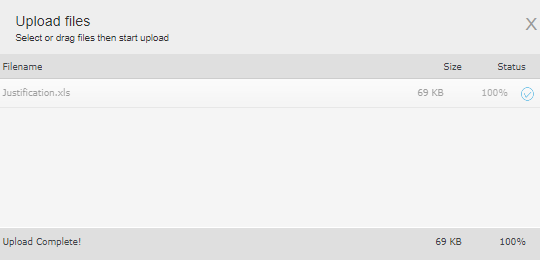 Upload files
X
Select or drag files then start upload
Filename Size Status
Justification.xls 69 KB 100%
Upload Complete! 69 KB 100%